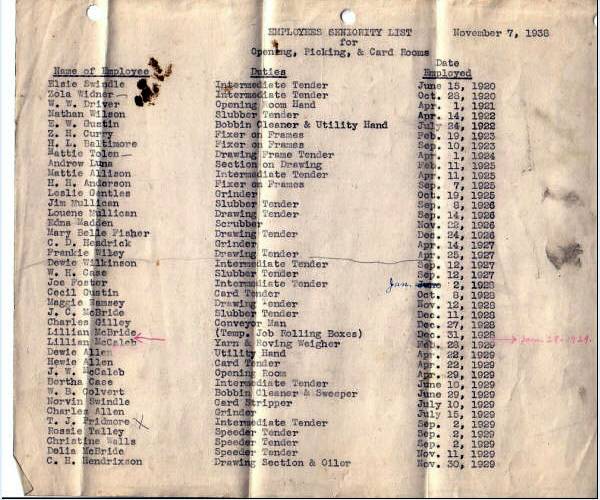 EMPLOYEES SENIORITY LIST November 7, 1938
for
Opening, Picking, & Card Rooms
Name of Employee Duties Date Employed
Elsie Swindle Intermediate Tender June 15, 1920
Zola Widner Intermediate Tender Oct. 28, 1920
W. W. Driver Opening Room Hand Apr. 1, 1921
Nathan Wilson Slubber Tender Apr. 14, 1922
E. W. Gustin Bobbin Cleaner & Utility Hand July 24, 1922
Z. H. Curry Fixer on Frames Feb. 19, 1923
H. L. Baltimore Fixer on Frames Sep. 10, 1923
Mattie Tolen Drawing Frame Tender Apr. 1, 1924
Andrew Luna Section on Drawing Feb. 11, 1925
Mattie Allison Intermediate Tender Apr. 11, 1925
H. H. Anderson Fixer on Frames Sep. 7, 1925
Leslie Gentles Grinder Oct. 19, 1925
Jim Mullican Slubber Tender Sep. 8, 1926
Louene Mullican Drawing Tender Sep. 14, 1926
Edna Madden Scrubber Nov. 22, 1926
Mary Belle Fisher Drawing Tender Dec. 24, 1926
C. D. Headrick Grinder Apr. 14, 1927
Frankie Wiley Drawing Tender Apr. 25, 1927
Dewie Wilkinson Intermediate Tender Sep. 12, 1927
W. H. Case Slubber Tender Sep. 12, 1927
Joe Foster Intermediate Tender Jan. June 2, 1928
Cecil Gustin Card Tender Oct. 8, 1928
Maggie Ramsey Drawing Tender Nov. 12, 1928
J. C. McBride Slubber Tender Dec. 11, 1928
Charles Gilley Conveyor Man Dec. 27, 1928
Lillian McBride (Temp. Job Rolling Boxes) Dec. 31, 1928
Lillian McCaleb Yarn & Roving Weigher Feb. 28, 1929 Jan. 28-1929.
Dewie Allen Utility Hand Apr. 22, 1929
Hewie Allen Card Tender Apr. 22, 1929
J. W. McCaleb Opening Room Apr. 29, 1929
Bertha Case Intermediate Tender June 10, 1929
W. B. Colvert Bobbin Cleaner & Sweeper June 29, 1929
Norvin Swindle Card Stripper July 10, 1929
Charles Allen Grinder July 15, 1929
T. J. Pridmore X Intermediate Tender Sep. 2, 1929
Rossie Talley Speeder Tender Sep. 2, 1929
Christine Walls Speeder Tender Sep. 2, 1929
Delia McBride Speeder Tender Nov. 11, 1929
C. H. Hendrixson Drawing Section & Oiler Nov. 30, 1929